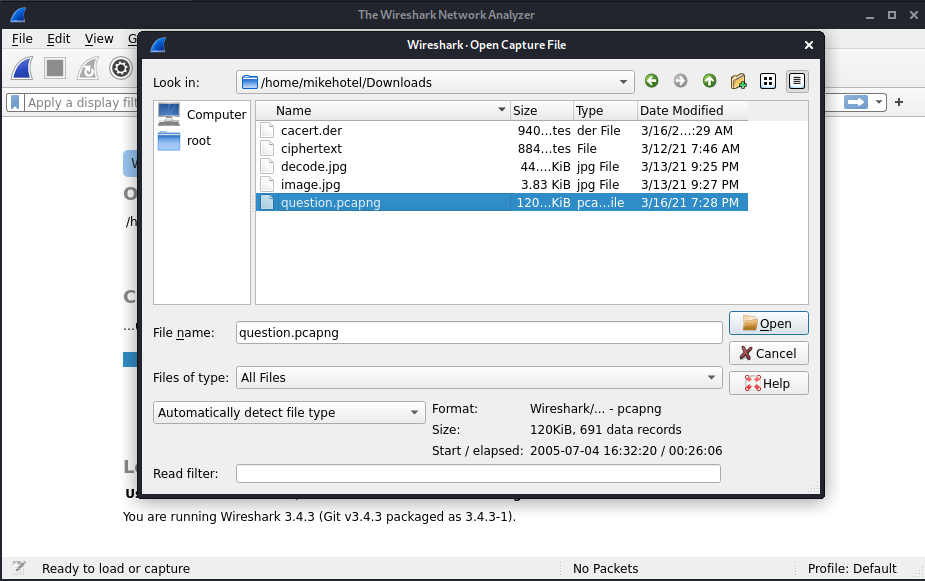 The Wireshark Network Analyzer
File Edit View G
Wireshark · Open Capture File
Look in: /home/mikehotel/Downloads
Apply a display filt
Computer
root
Name Size Type Date Modified
cacert.der 940...tes der File 3/16/2...:29 AM
ciphertext 884...tes File 3/12/21 7:46 AM
decode.jpg 44....KiB jpg File 3/13/21 9:25 PM
image.jpg 3.83 KiB jpg File 3/13/21 9:27 PM
question.pcapng 120...KiB pca...ile 3/16/21 7:28 PM
File name: question.pcapng
Open
Files of type: All Files
Cancel
Help
Automatically detect file type
Format: Wireshark/... - pcapng
Size: 120KiB, 691 data records
Start / elapsed: 2005-07-04 16:32:20 / 00:26:06
Read filter:
You are running Wireshark 3.4.3 (Git v3.4.3 packaged as 3.4.3-1).
Ready to load or capture No Packets Profile: Default